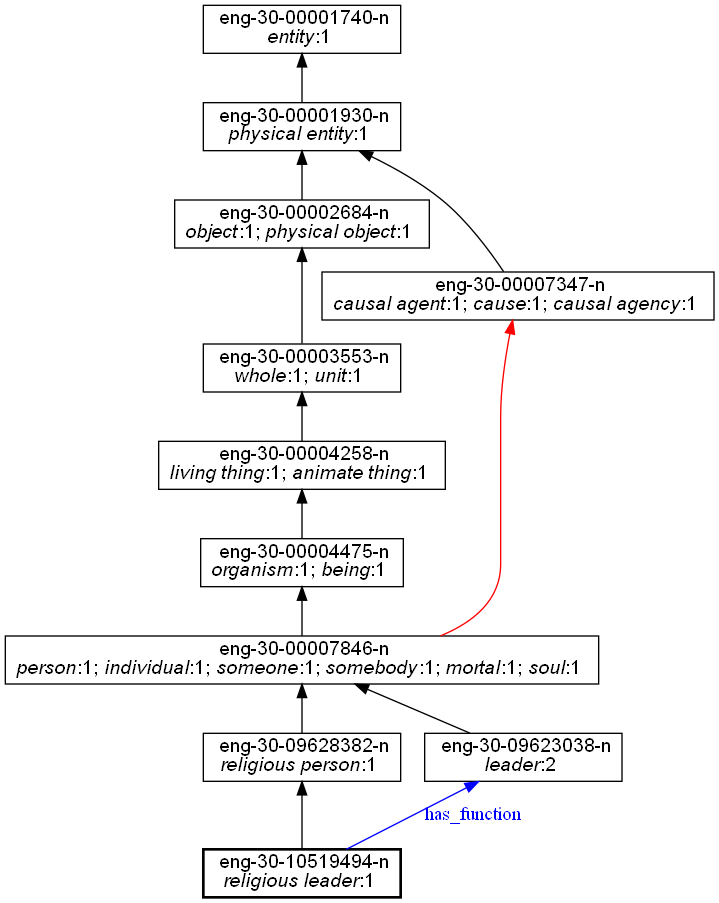 eng-30-00001740-n
entity:1
eng-30-00001930-n
physical entity:1
eng-30-00002684-n
object:1; physical object:1
eng-30-00007347-n
causal agent:1; cause:1; causal agency:1
eng-30-00003553-n
whole:1; unit:1
eng-30-00004258-n
living thing:1; animate thing:1
eng-30-00004475-n
organism:1; being:1
eng-30-00007846-n
person:1; individual:1; someone:1; somebody:1; mortal:1; soul:1
eng-30-09628382-n
religious person:1
eng-30-09623038-n
leader:2
has_function
eng-30-10519494-n
religious leader:1